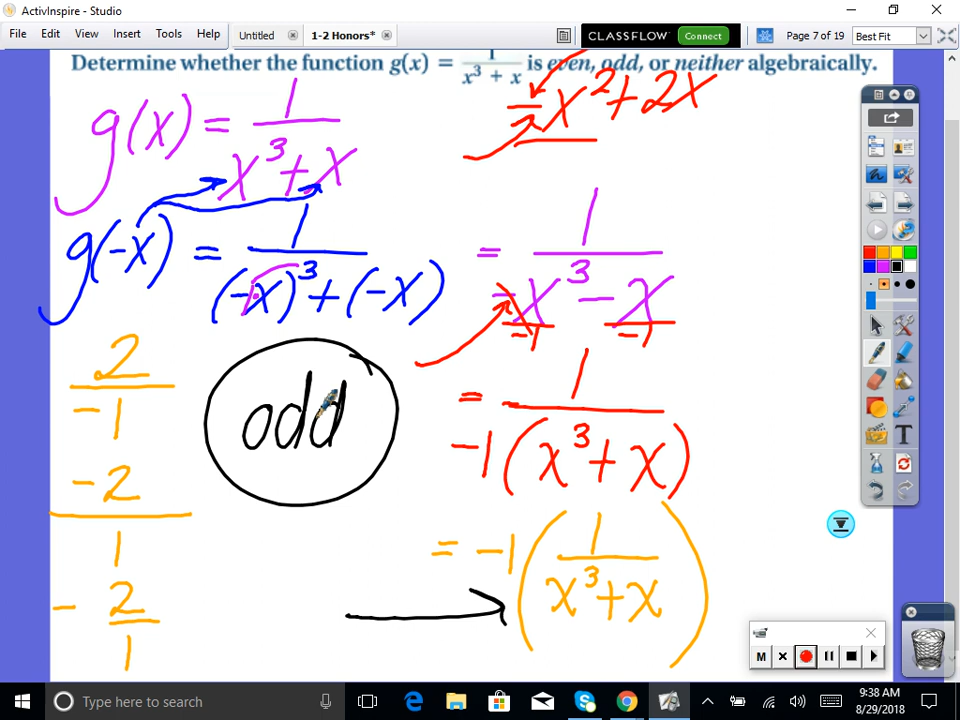 ActivInspire - Studio
File Edit View Insert Tools Help Untitled 1-2 Honors* CLASSFLOW Connect Page 7 of 19 Best Fit
Determine whether the function g(x) = 1/(x³ + x) is even, odd, or neither algebraically.
-x² + 2x
g(x) = 1/(x³ + x)
g(-x) = 1/((-x)³ + (-x)) = 1/(-x³ - x)
-1 -1
= 1/(-1(x³ + x))
= -1(1/(x³ + x))
odd
2/-1
-2/1
- 2/1
M
Type here to search
9:38 AM
8/29/2018